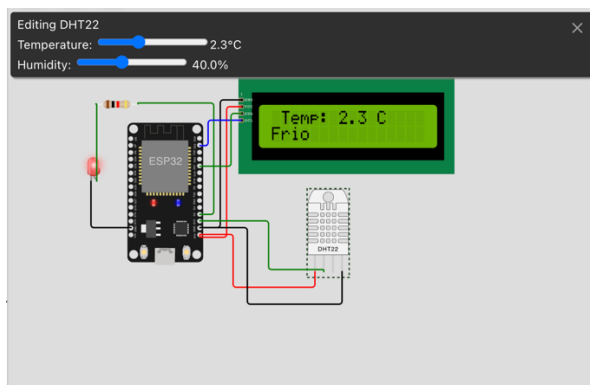 Editing DHT22
Temperature: 2.3°C
Humidity: 40.0%
ESP32
Temp: 2.3 C
Frio
DHT22